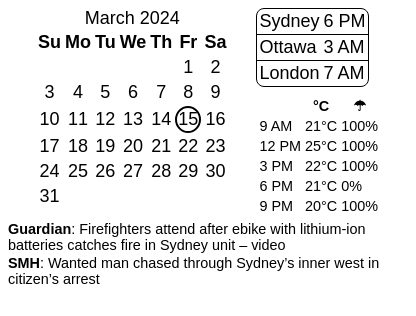 March 2024
Su Mo Tu We Th Fr Sa
1 2
3 4 5 6 7 8 9
10 11 12 13 14 15 16
17 18 19 20 21 22 23
24 25 26 27 28 29 30
31
Sydney 6 PM
Ottawa 3 AM
London 7 AM
°C ☂
9 AM 21°C 100%
12 PM 25°C 100%
3 PM 22°C 100%
6 PM 21°C 0%
9 PM 20°C 100%
Guardian: Firefighters attend after ebike with lithium-ion
batteries catches fire in Sydney unit – video
SMH: Wanted man chased through Sydney's inner west in
citizen's arrest